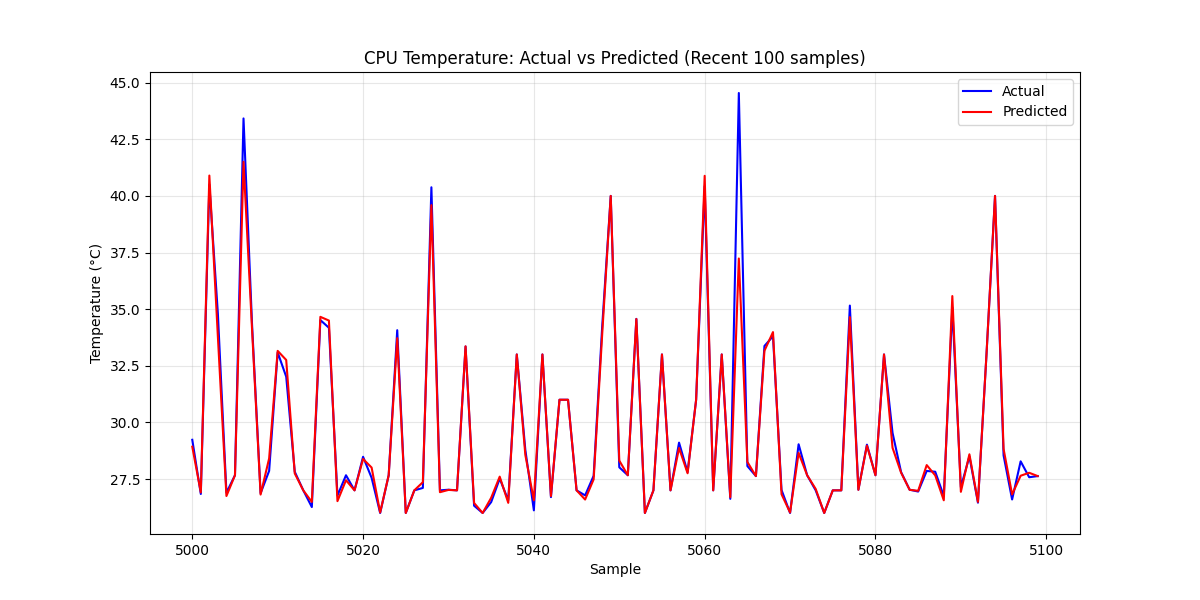 CPU Temperature: Actual vs Predicted (Recent 100 samples)
Actual
Predicted
Temperature (°C)
45.0
42.5
40.0
37.5
35.0
32.5
30.0
27.5
5000 5020 5040 5060 5080 5100
Sample